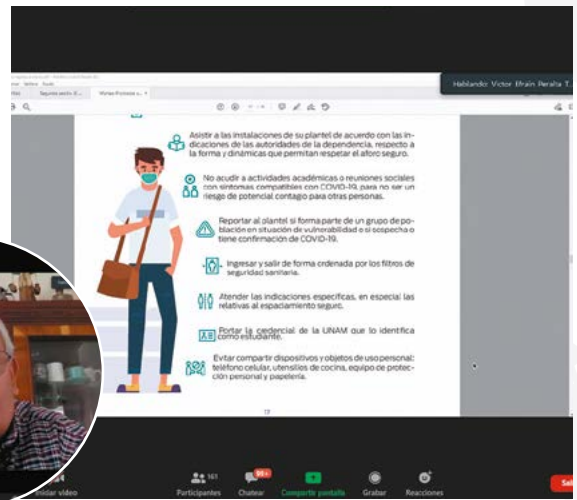 Hablando: Victor Efrain Peralta T...
Asistir a las instalaciones de su plantel de acuerdo con las in-
dicaciones de las autoridades de la dependencia, respecto a
la forma y dinámicas que permitan respetar el aforo seguro.
No acudir a actividades académicas o reuniones sociales
con síntomas compatibles con COVID-19, para no ser un
riesgo de potencial contagio para otras personas.
Reportar al plantel si forma parte de un grupo de po-
blación en situación de vulnerabilidad o si sospecha o
tiene confirmación de COVID-19.
Ingresar y salir de forma ordenada por los filtros de
seguridad sanitaria.
Atender las indicaciones específicas, en especial las
relativas al espaciamiento seguro.
Portar la credencial de la UNAM que lo identifica
como estudiante.
Evitar compartir dispositivos y objetos de uso personal:
teléfono celular, utensilios de cocina, equipo de protec-
ción personal y papelería.
Iniciar video
161
Participantes
99+
Chatear
Compartir pantalla
Grabar
Reacciones